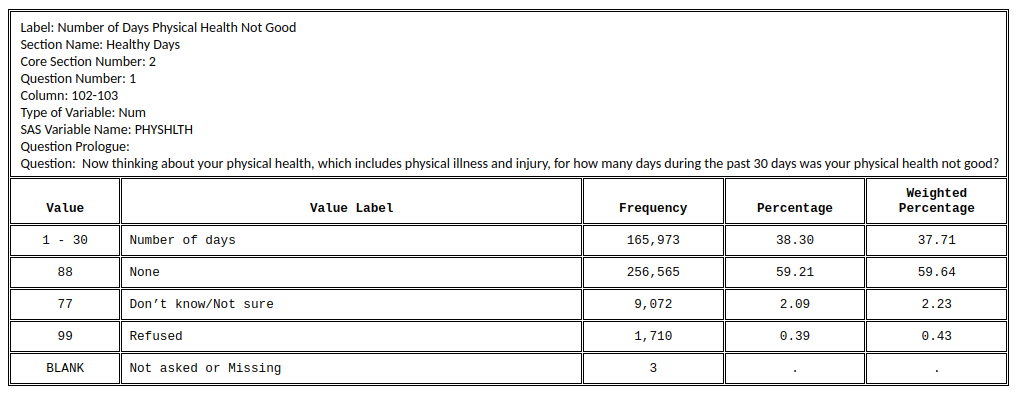 Label: Number of Days Physical Health Not Good
Section Name: Healthy Days
Core Section Number: 2
Question Number: 1
Column: 102-103
Type of Variable: Num
SAS Variable Name: PHYSHLTH
Question Prologue:
Question:  Now thinking about your physical health, which includes physical illness and injury, for how many days during the past 30 days was your physical health not good?
Value Value Label Frequency Percentage Weighted Percentage
1 - 30 Number of days 165,973 38.30 37.71
88 None 256,565 59.21 59.64
77 Don’t know/Not sure 9,072 2.09 2.23
99 Refused 1,710 0.39 0.43
BLANK Not asked or Missing 3 . .